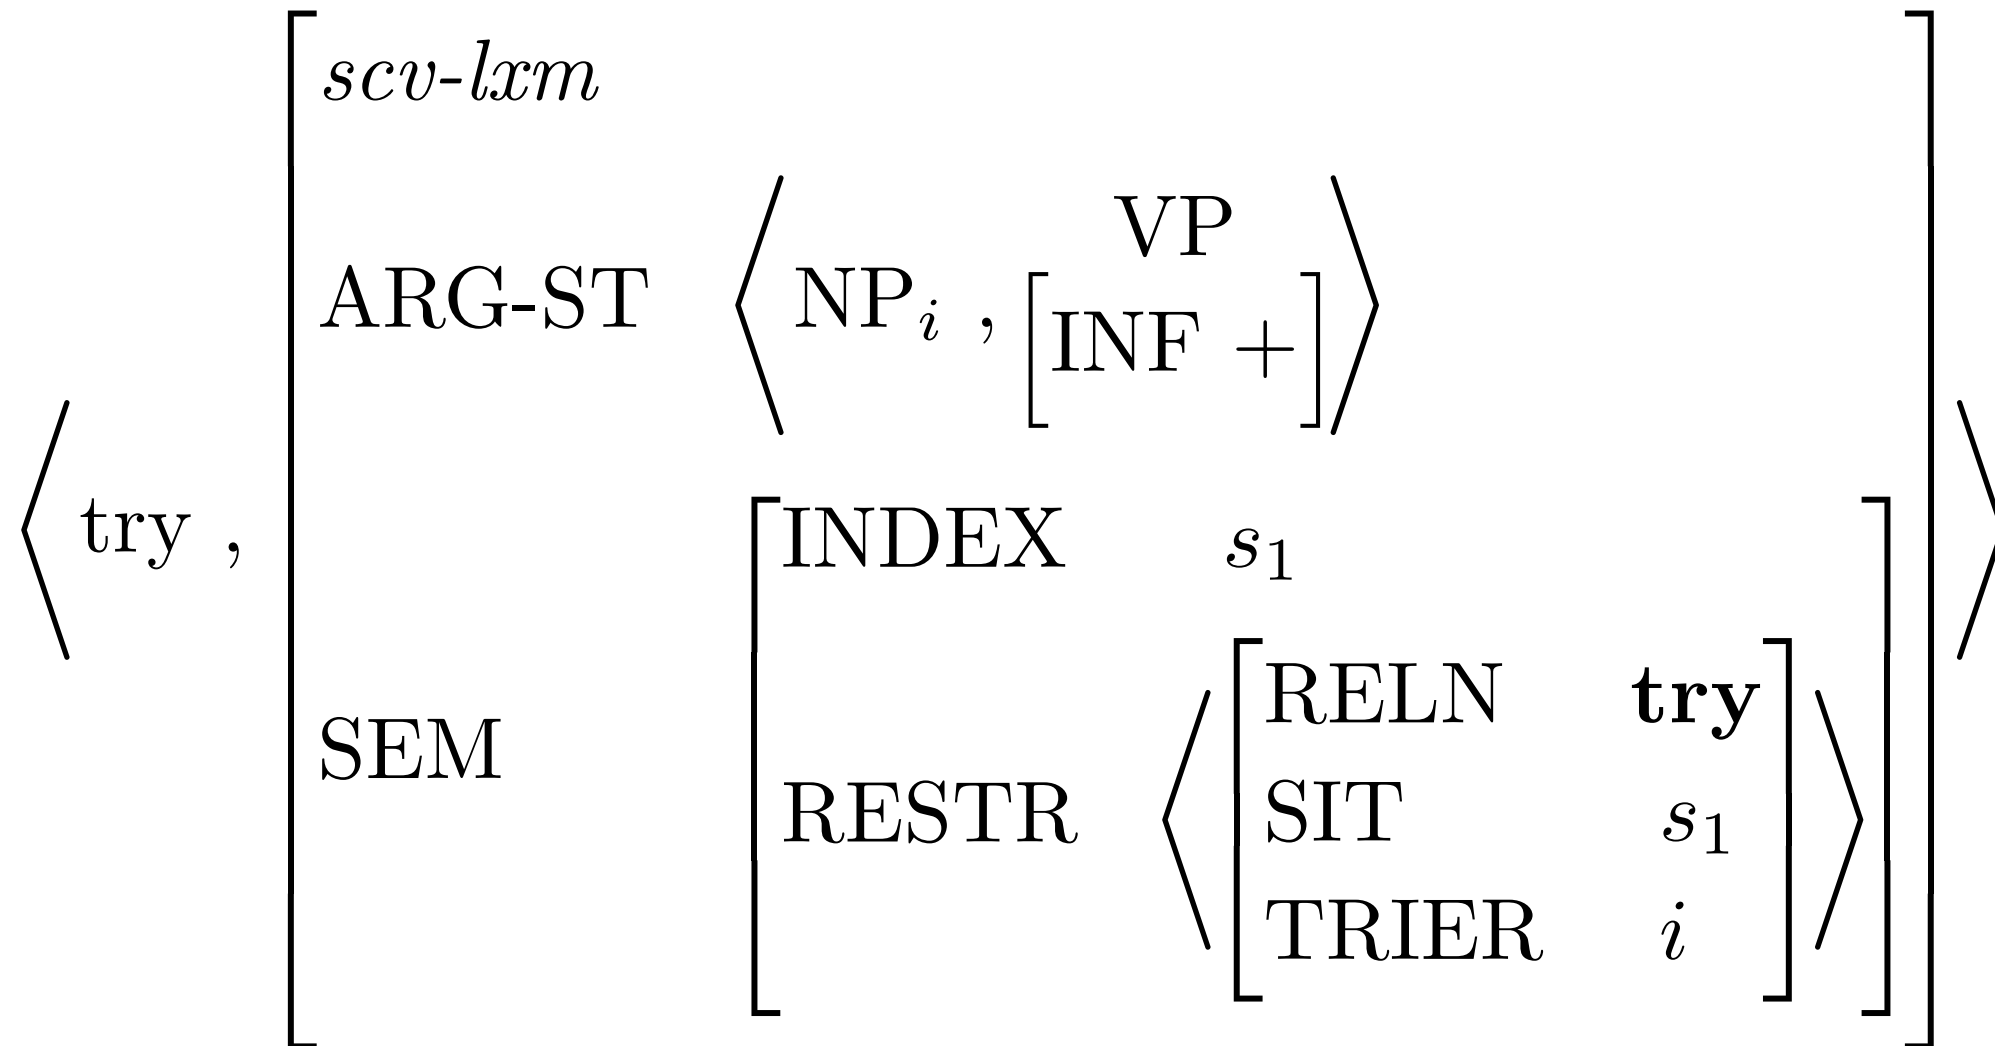 scv-lxm
VP
ARG-ST ⟨ NP_i , [INF +] ⟩
⟨ try ,
INDEX s_1
SEM
RELN try
RESTR ⟨ SIT s_1 ⟩ ⟩
TRIER i